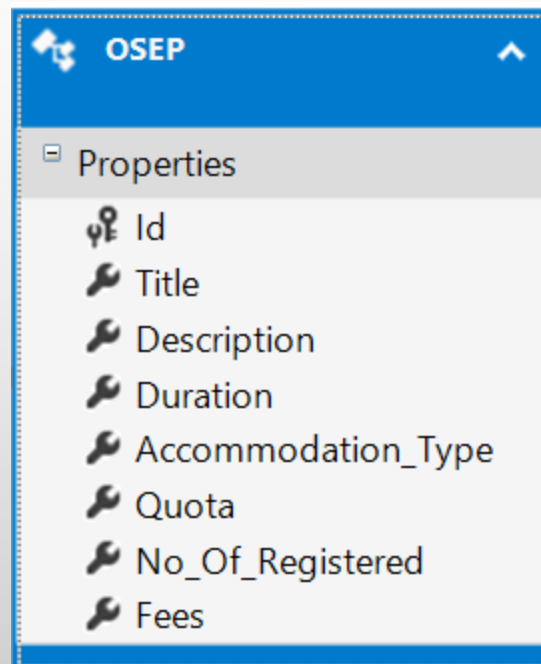 OSEP
Properties
Id
Title
Description
Duration
Accommodation_Type
Quota
No_Of_Registered
Fees